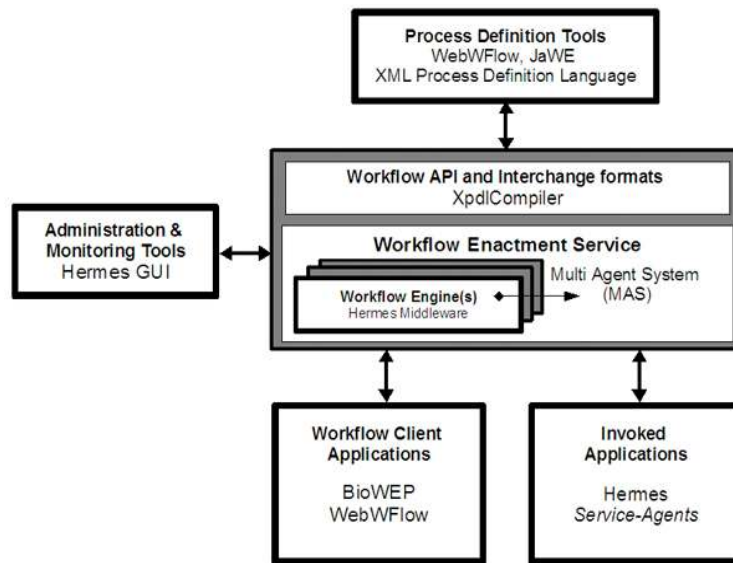 Process Definition Tools
WebWFlow, JaWE
XML Process Definition Language
Workflow API and Interchange formats
XpdlCompiler
Administration &
Monitoring Tools
Hermes GUI
Workflow Enactment Service
Multi Agent System
(MAS)
Workflow Engine(s)
Hermes Middleware
Workflow Client
Applications
BioWEP
WebWFlow
Invoked
Applications
Hermes
Service-Agents